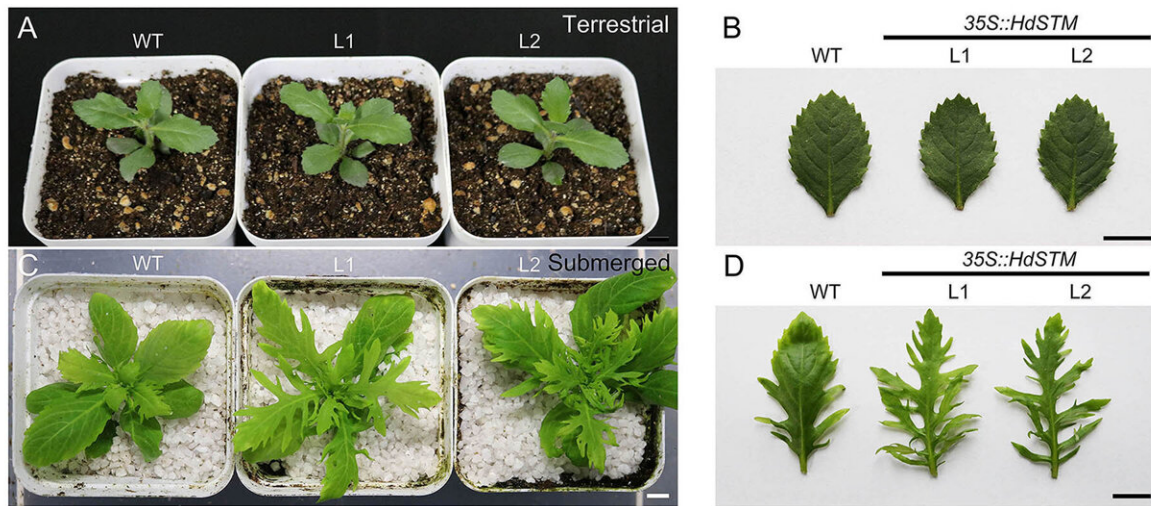 A
Terrestrial
WT
L1
L2
B
35S::HdSTM
WT
L1
L2
C
Submerged
WT
L1
L2
D
35S::HdSTM
WT
L1
L2